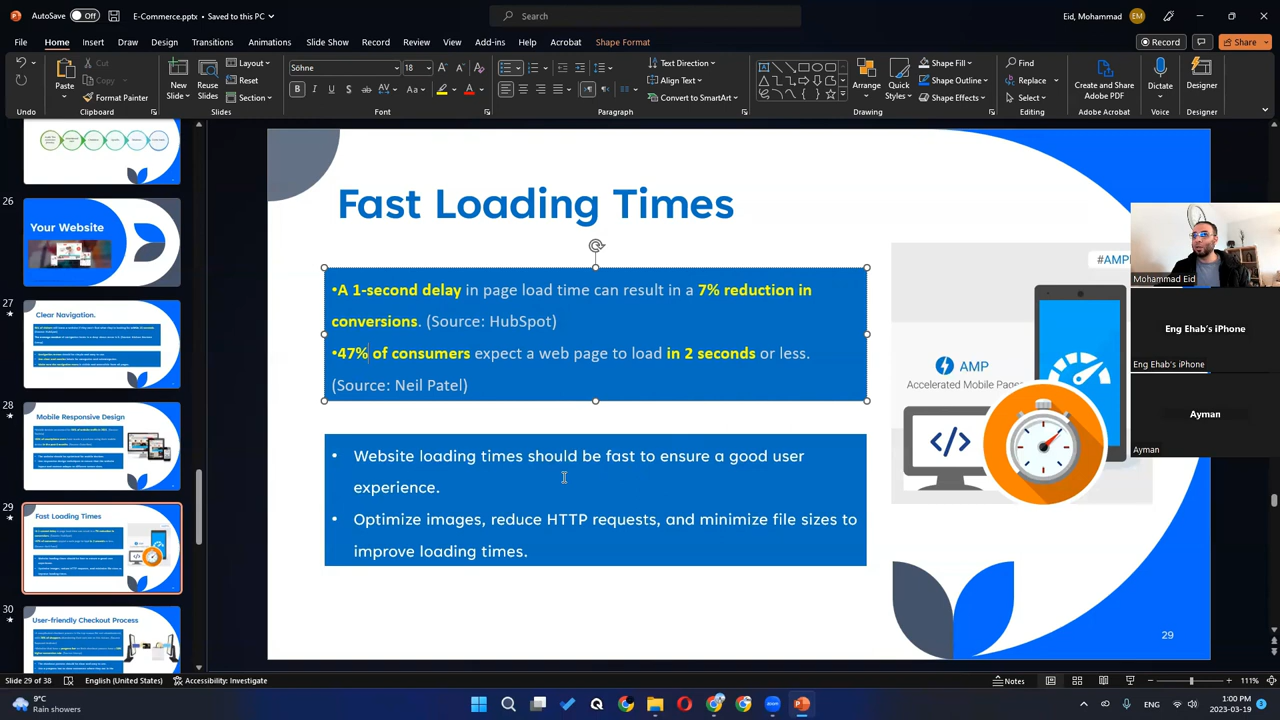 AutoSave
Off
E-Commerce.pptx • Saved to this PC
Search
Eid, Mohammad
EM
File
Home
Insert
Draw
Design
Transitions
Animations
Slide Show
Record
Review
View
Add-ins
Help
Acrobat
Shape Format
Record
Share
Paste
Cut
Copy
Format Painter
New
Slide
Reuse
Slides
Layout
Reset
Section
Söhne
18
Text Direction
Align Text
Convert to SmartArt
Arrange
Quick
Styles
Shape Fill
Shape Outline
Shape Effects
Find
Replace
Select
Create and Share
Adobe PDF
Dictate
Designer
Undo
Clipboard
Slides
Font
Paragraph
Drawing
Editing
Adobe Acrobat
Voice
Designer
26
Your Website
27
Clear Navigation.
28
Mobile Responsive Design
29
Fast Loading Times
30
User-friendly Checkout Process
Fast Loading Times
•A 1-second delay in page load time can result in a 7% reduction in
conversions. (Source: HubSpot)
•47% of consumers expect a web page to load in 2 seconds or less.
(Source: Neil Patel)
• Website loading times should be fast to ensure a good user
experience.
• Optimize images, reduce HTTP requests, and minimize file sizes to
improve loading times.
#AMP
AMP
Accelerated Mobile Pages
</>
29
Mohammad Eid
Eng Ehab's iPhone
Eng Ehab's iPhone
Ayman
Ayman
Slide 29 of 38
English (United States)
Accessibility: Investigate
Notes
111%
9°C
Rain showers
ENG
1:00 PM
2023-03-19